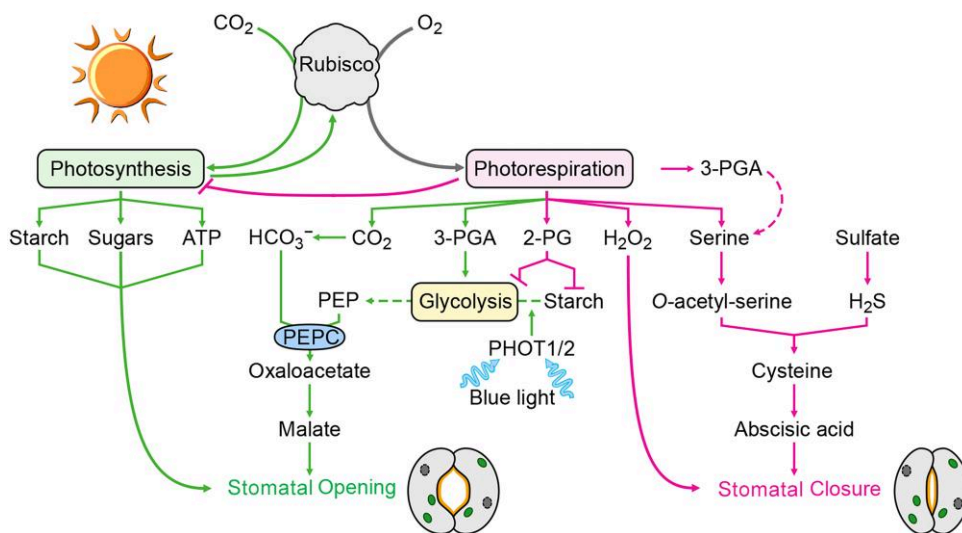 CO₂
O₂
Rubisco
Photosynthesis
Photorespiration
3-PGA
Starch
Sugars
ATP
HCO₃⁻
CO₂
3-PGA
2-PG
H₂O₂
Serine
Sulfate
PEP
Glycolysis
Starch
O-acetyl-serine
H₂S
PEPC
PHOT1/2
Oxaloacetate
Blue light
Cysteine
Malate
Abscisic acid
Stomatal Opening
Stomatal Closure